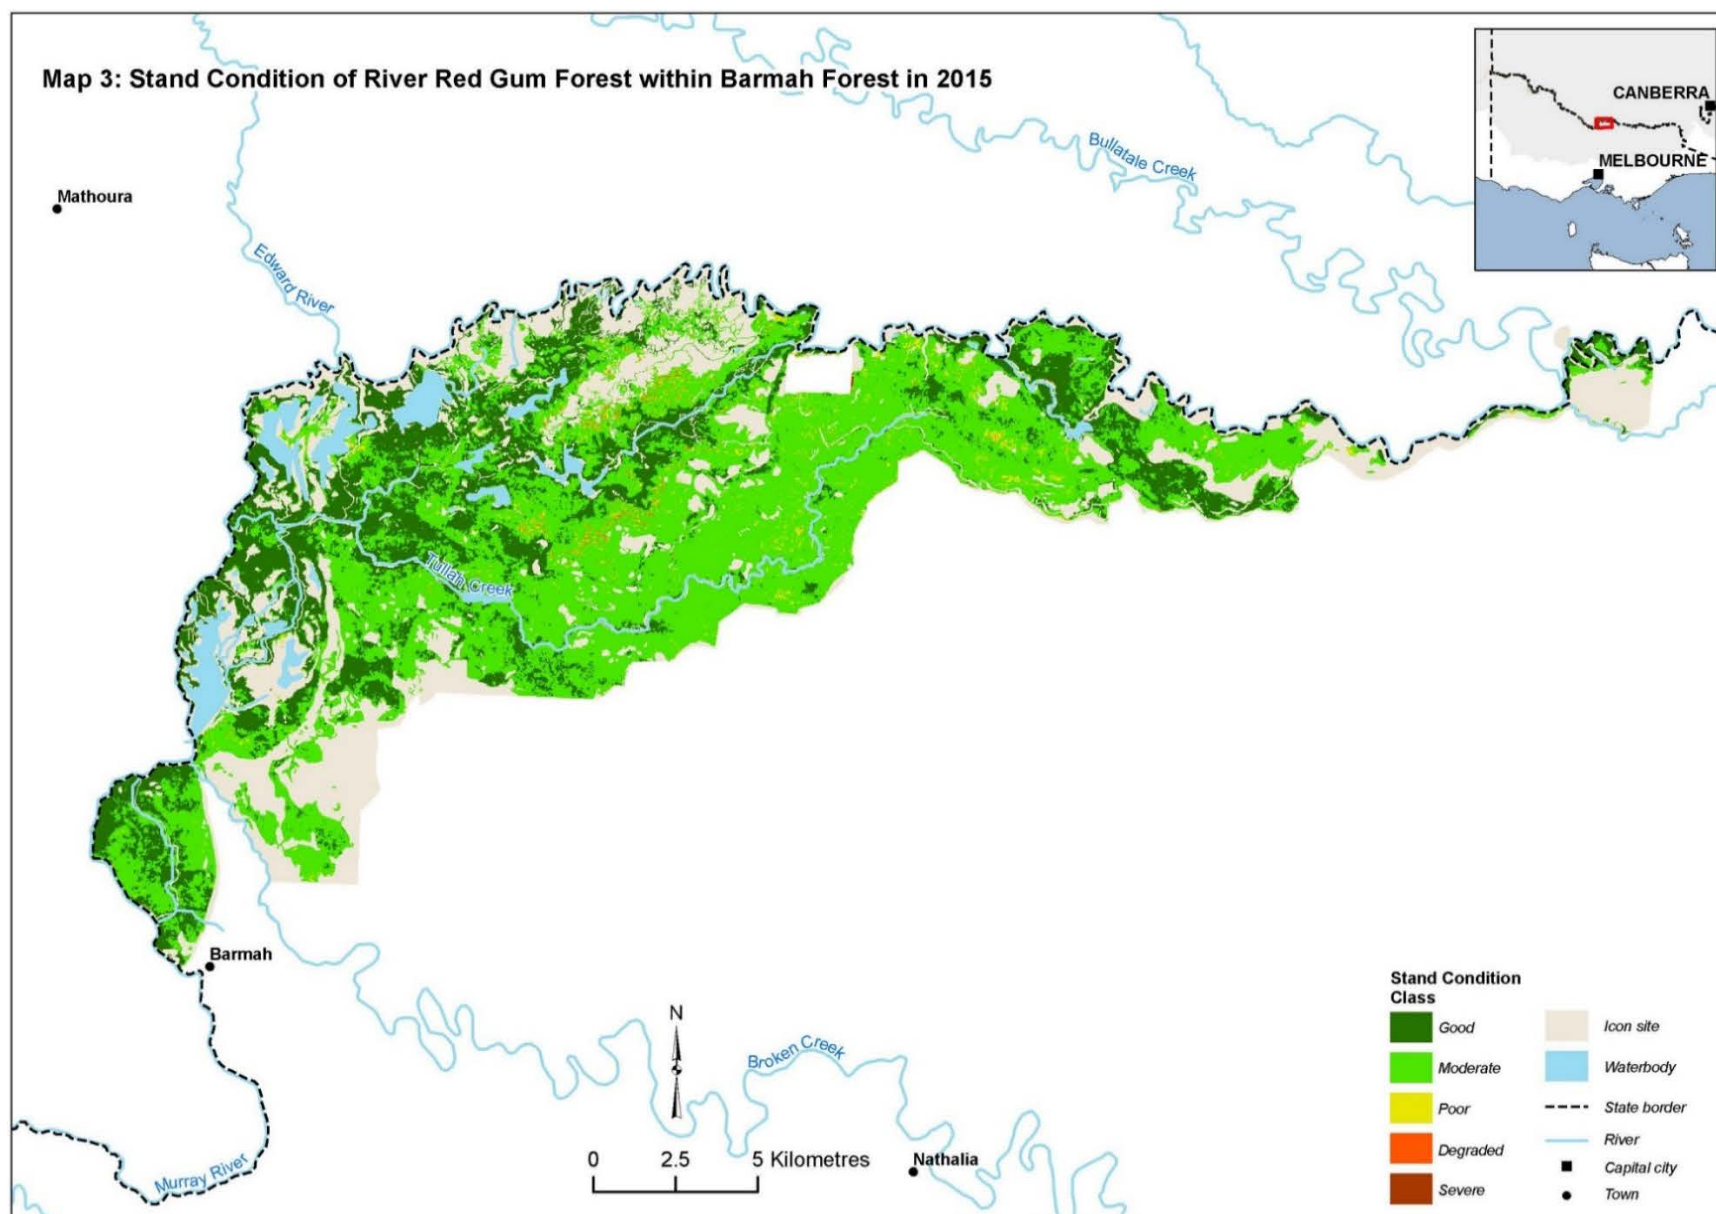 Map 3: Stand Condition of River Red Gum Forest within Barmah Forest in 2015
CANBERRA
MELBOURNE
Bullatale Creek
Mathoura
Edward River
Tullah Creek
Barmah
Murray River
N
Broken Creek
0 2.5 5 Kilometres
Nathalia
Stand Condition
Class
Good
Moderate
Poor
Degraded
Severe
Icon site
Waterbody
State border
River
Capital city
Town